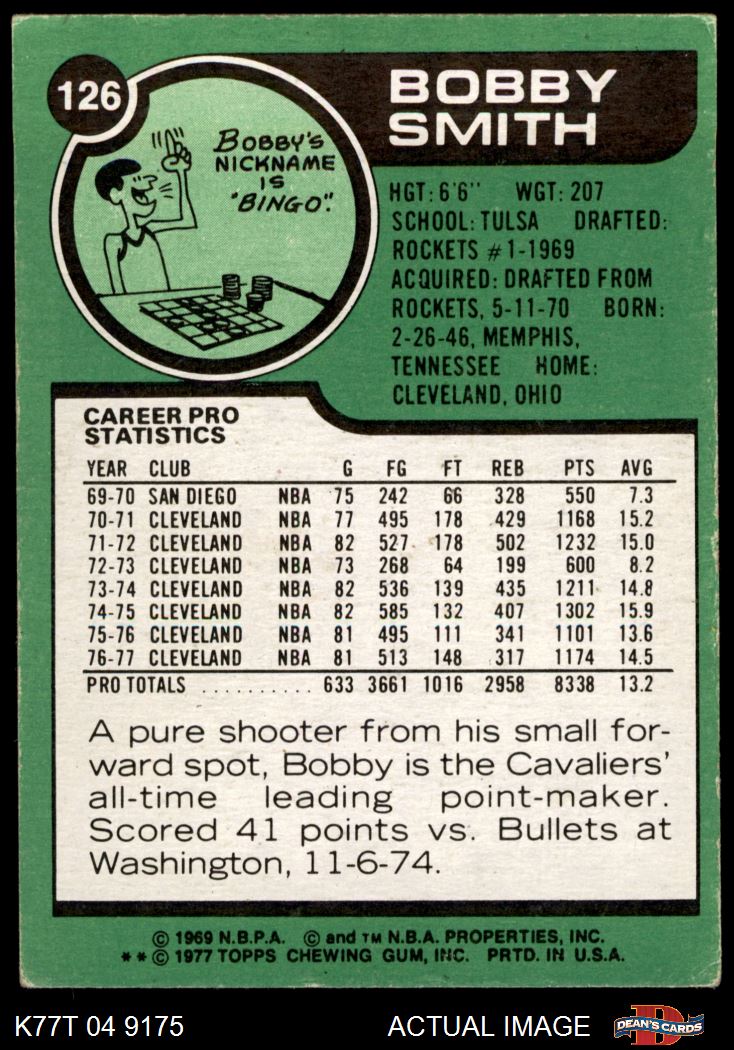 126
BOBBY'S
NICKNAME
IS
"BINGO".
BOBBY
SMITH
HGT: 6'6" WGT: 207
SCHOOL: TULSA DRAFTED:
ROCKETS #1-1969
ACQUIRED: DRAFTED FROM
ROCKETS, 5-11-70 BORN:
2-26-46, MEMPHIS,
TENNESSEE HOME:
CLEVELAND, OHIO
CAREER PRO
STATISTICS
YEAR CLUB G FG FT REB PTS AVG
69-70 SAN DIEGO NBA 75 242 66 328 550 7.3
70-71 CLEVELAND NBA 77 495 178 429 1168 15.2
71-72 CLEVELAND NBA 82 527 178 502 1232 15.0
72-73 CLEVELAND NBA 73 268 64 199 600 8.2
73-74 CLEVELAND NBA 82 536 139 435 1211 14.8
74-75 CLEVELAND NBA 82 585 132 407 1302 15.9
75-76 CLEVELAND NBA 81 495 111 341 1101 13.6
76-77 CLEVELAND NBA 81 513 148 317 1174 14.5
PRO TOTALS .......... 633 3661 1016 2958 8338 13.2
A pure shooter from his small for-
ward spot, Bobby is the Cavaliers'
all-time leading point-maker.
Scored 41 points vs. Bullets at
Washington, 11-6-74.
© 1969 N.B.P.A. © and TM N.B.A. PROPERTIES, INC.
**© 1977 TOPPS CHEWING GUM, INC. PRTD. IN U.S.A.
K77T 04 9175 ACTUAL IMAGE D DEAN'S CARDS